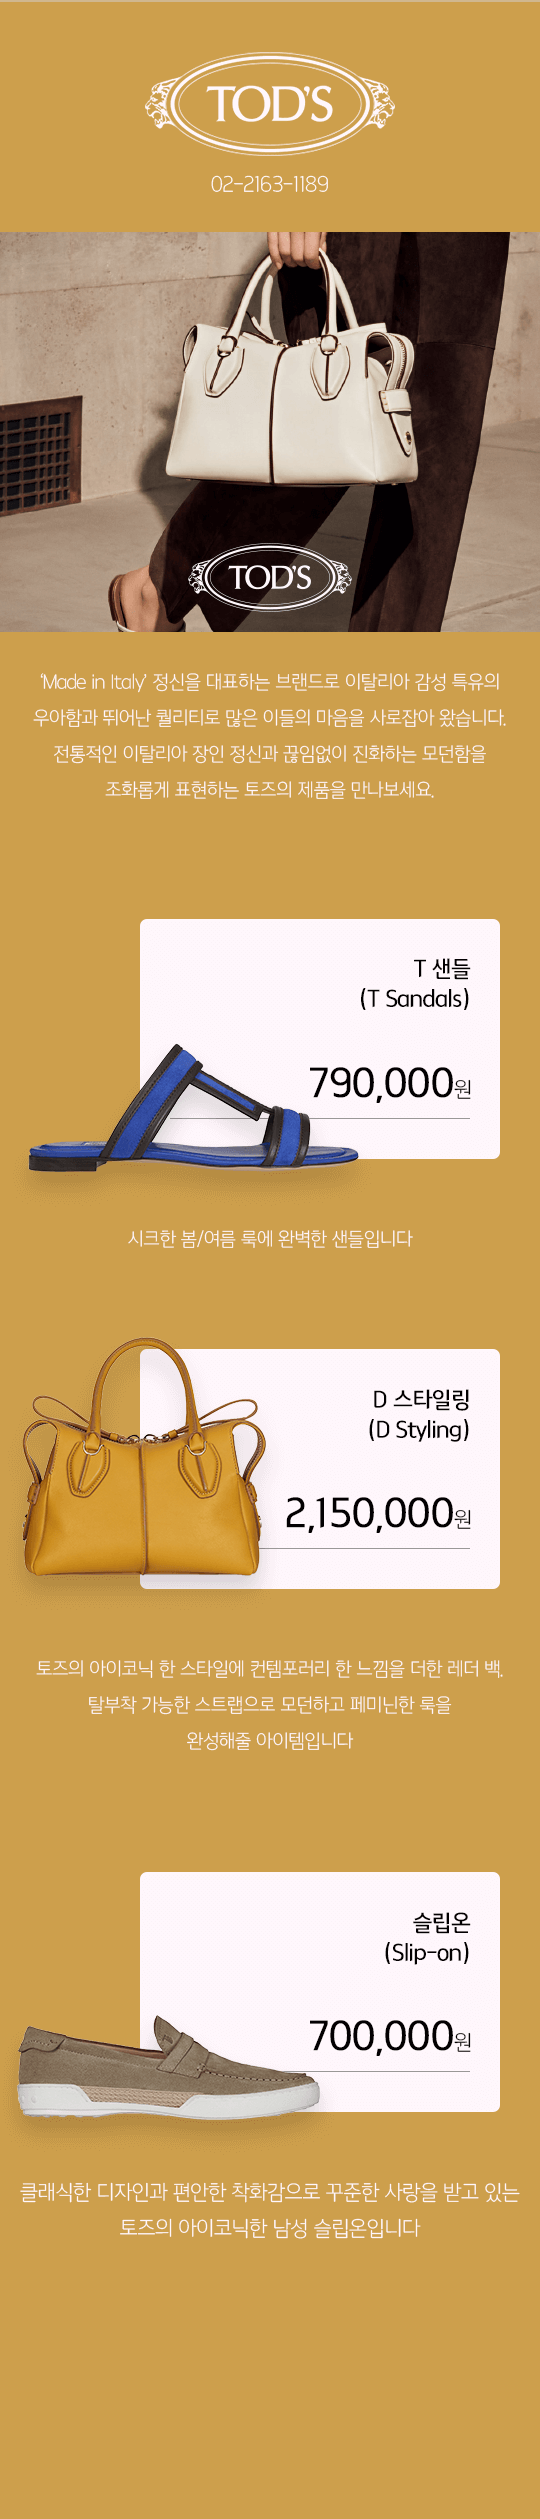 TOD'S
02-2163-1189
TOD'S
'Made in Italy' 정신을 대표하는 브랜드로 이탈리아 감성 특유의
우아함과 뛰어난 퀄리티로 많은 이들의 마음을 사로잡아 왔습니다.
전통적인 이탈리아 장인 정신과 끊임없이 진화하는 모던함을
조화롭게 표현하는 토즈의 제품을 만나보세요.
T 샌들
(T Sandals)
790,000원
시크한 봄/여름 룩에 완벽한 샌들입니다
D 스타일링
(D Styling)
2,150,000원
토즈의 아이코닉 한 스타일에 컨템포러리 한 느낌을 더한 레더 백.
탈부착 가능한 스트랩으로 모던하고 페미닌한 룩을
완성해줄 아이템입니다
슬립온
(Slip-on)
700,000원
클래식한 디자인과 편안한 착화감으로 꾸준한 사랑을 받고 있는
토즈의 아이코닉한 남성 슬립온입니다